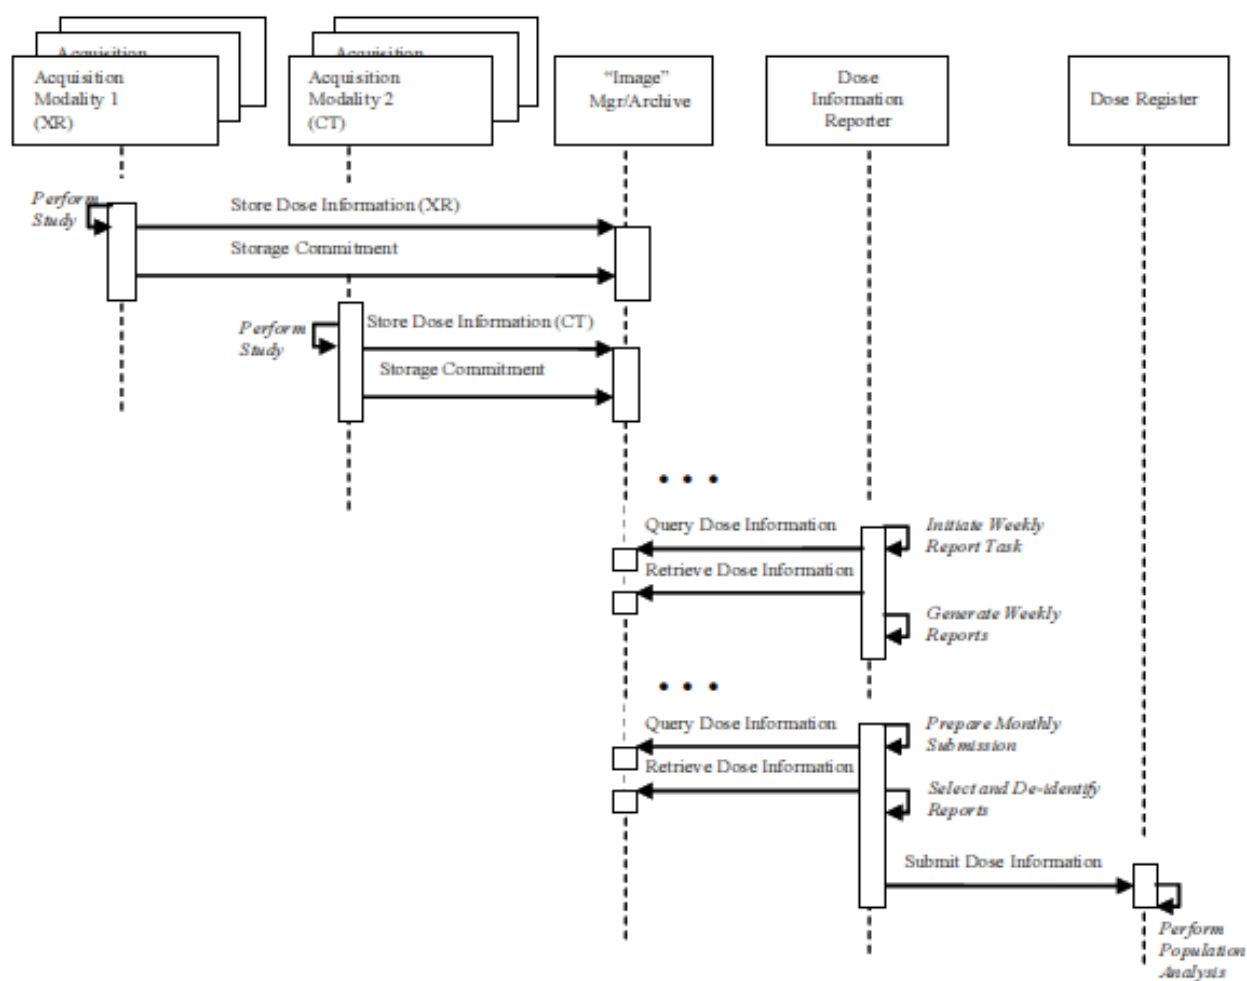 Acquisition
Acquisition
Modality 1
(XR)
Acquisition
Acquisition
Modality 2
(CT)
“Image”
Mgr/Archive
Dose
Information
Reporter
Dose Register
Perform
Study
Store Dose Information (XR)
Storage Commitment
Perform
Study
Store Dose Information (CT)
Storage Commitment
• • •
Query Dose Information
Initiate Weekly
Report Task
Retrieve Dose Information
Generate Weekly
Reports
• • •
Query Dose Information
Prepare Monthly
Submission
Retrieve Dose Information
Select and De-identify
Reports
Submit Dose Information
Perform
Population
Analysis